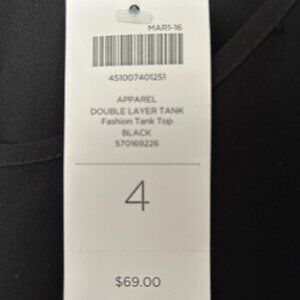 MAR1-16
451007401251
APPAREL
DOUBLE LAYER TANK
Fashion Tank Top
BLACK
570169226
4
$69.00